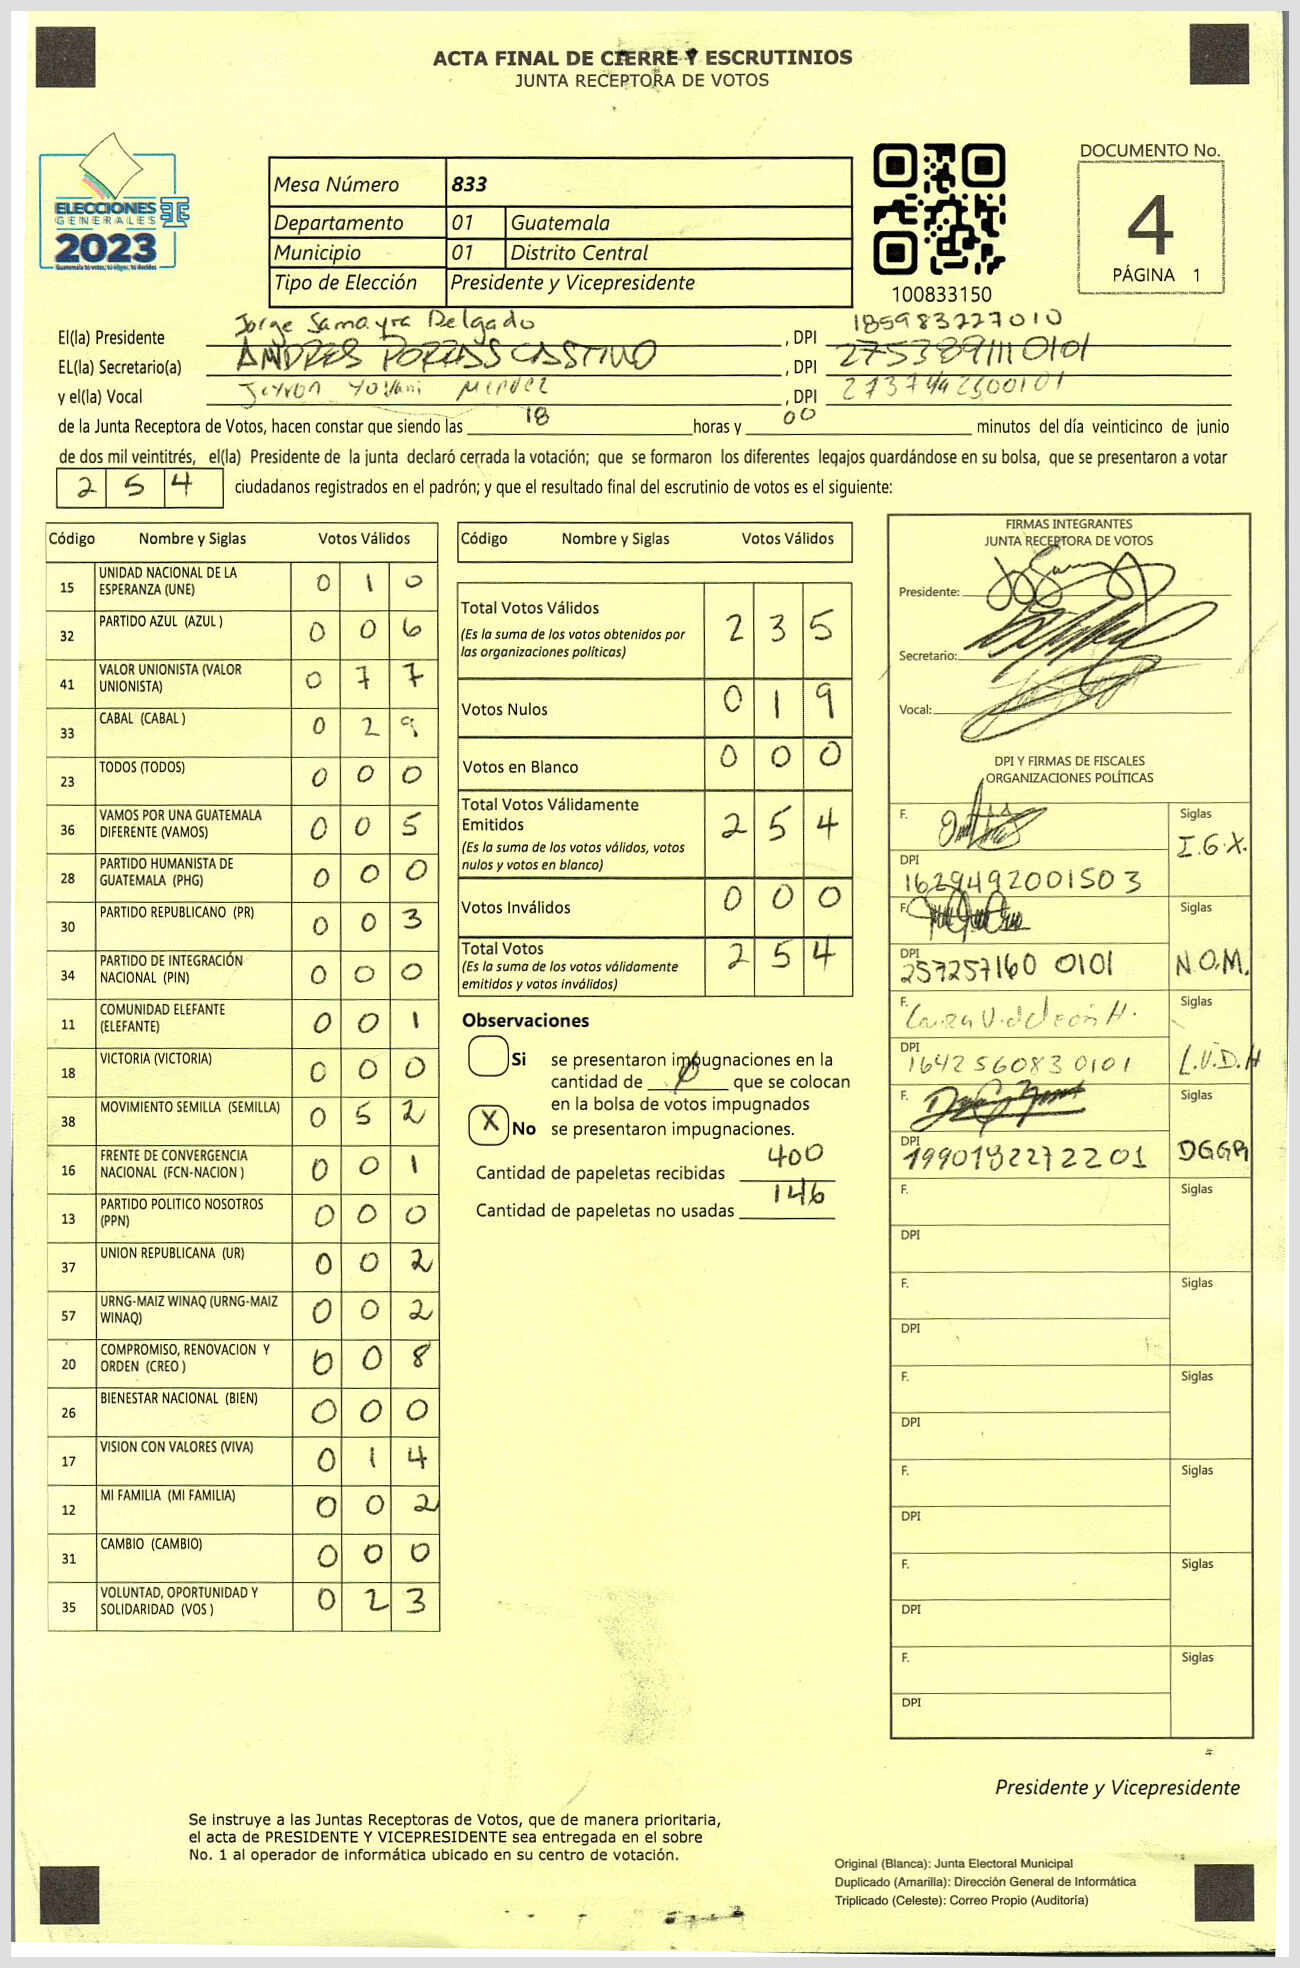 ACTA FINAL DE CIERRE Y ESCRUTINIOS
JUNTA RECEPTORA DE VOTOS
ELECCIONES
GENERALES
2023
Guatemala tú votas, tú eliges, tú decides
Mesa Número 833
Departamento 01 Guatemala
Municipio 01 Distrito Central
Tipo de Elección Presidente y Vicepresidente
100833150
DOCUMENTO No.
4
PÁGINA 1
El(la) Presidente Jorge Samayra Delgado , DPI 185983227010
EL(la) Secretario(a) ANDRES PORRAS CASTILLO , DPI 2753891110101
y el(la) Vocal Jeyron Yovani Mendez , DPI 2737442300101
de la Junta Receptora de Votos, hacen constar que siendo las 18 horas y 00 minutos del día veinticinco de junio
de dos mil veintitrés, el(la) Presidente de la junta declaró cerrada la votación; que se formaron los diferentes legajos guardándose en su bolsa, que se presentaron a votar
2 5 4 ciudadanos registrados en el padrón; y que el resultado final del escrutinio de votos es el siguiente:
Código Nombre y Siglas Votos Válidos
15 UNIDAD NACIONAL DE LA ESPERANZA (UNE) 0 1 0
32 PARTIDO AZUL (AZUL ) 0 0 6
41 VALOR UNIONISTA (VALOR UNIONISTA) 0 7 7
33 CABAL (CABAL ) 0 2 9
23 TODOS (TODOS) 0 0 0
36 VAMOS POR UNA GUATEMALA DIFERENTE (VAMOS) 0 0 5
28 PARTIDO HUMANISTA DE GUATEMALA (PHG) 0 0 0
30 PARTIDO REPUBLICANO (PR) 0 0 3
34 PARTIDO DE INTEGRACIÓN NACIONAL (PIN) 0 0 0
11 COMUNIDAD ELEFANTE (ELEFANTE) 0 0 1
18 VICTORIA (VICTORIA) 0 0 0
38 MOVIMIENTO SEMILLA (SEMILLA) 0 5 2
16 FRENTE DE CONVERGENCIA NACIONAL (FCN-NACION ) 0 0 1
13 PARTIDO POLITICO NOSOTROS (PPN) 0 0 0
37 UNION REPUBLICANA (UR) 0 0 2
57 URNG-MAIZ WINAQ (URNG-MAIZ WINAQ) 0 0 2
20 COMPROMISO, RENOVACION Y ORDEN (CREO ) 0 0 8
26 BIENESTAR NACIONAL (BIEN) 0 0 0
17 VISION CON VALORES (VIVA) 0 1 4
12 MI FAMILIA (MI FAMILIA) 0 0 2
31 CAMBIO (CAMBIO) 0 0 0
35 VOLUNTAD, OPORTUNIDAD Y SOLIDARIDAD (VOS ) 0 2 3
Código Nombre y Siglas Votos Válidos
Total Votos Válidos 2 3 5
(Es la suma de los votos obtenidos por
las organizaciones políticas)
Votos Nulos 0 1 9
Votos en Blanco 0 0 0
Total Votos Válidamente
Emitidos 2 5 4
(Es la suma de los votos válidos, votos
nulos y votos en blanco)
Votos Inválidos 0 0 0
Total Votos 2 5 4
(Es la suma de los votos válidamente
emitidos y votos inválidos)
Observaciones
Si se presentaron impugnaciones en la
cantidad de 0 que se colocan
en la bolsa de votos impugnados
X No se presentaron impugnaciones.
Cantidad de papeletas recibidas 400
Cantidad de papeletas no usadas 146
FIRMAS INTEGRANTES
JUNTA RECEPTORA DE VOTOS
Presidente:
Secretario:
Vocal:
DPI Y FIRMAS DE FISCALES
ORGANIZACIONES POLÍTICAS
F. Siglas
I.G.X.
DPI
1629492001503
F. Siglas
DPI
257257160 0101 N.O.M.
F. Siglas
DPI
1642560830101 L.V.D.H
F. Siglas
DPI
1990182272201 DGGR
F. Siglas
DPI
F. Siglas
DPI
F. Siglas
DPI
F. Siglas
DPI
F. Siglas
DPI
F. Siglas
DPI
Presidente y Vicepresidente
Se instruye a las Juntas Receptoras de Votos, que de manera prioritaria,
el acta de PRESIDENTE Y VICEPRESIDENTE sea entregada en el sobre
No. 1 al operador de informática ubicado en su centro de votación.
Original (Blanca): Junta Electoral Municipal
Duplicado (Amarilla): Dirección General de Informática
Triplicado (Celeste): Correo Propio (Auditoría)